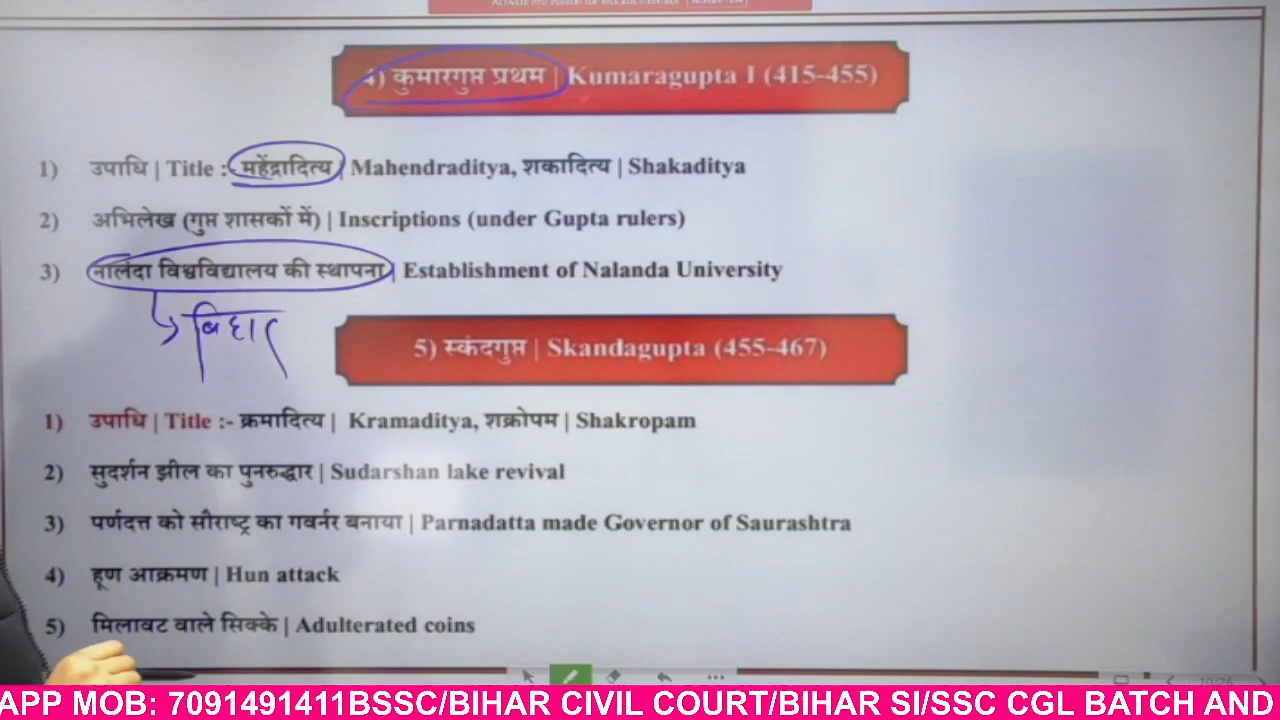 4) कुमारगुप्त प्रथम | Kumaragupta I (415-455)
1) उपाधि | Title :- महेंद्रादित्य | Mahendraditya, शकादित्य | Shakaditya
2) अभिलेख (गुप्त शासकों में) | Inscriptions (under Gupta rulers)
3) नालंदा विश्वविद्यालय की स्थापना | Establishment of Nalanda University
बिहार
5) स्कंदगुप्त | Skandagupta (455-467)
1) उपाधि | Title :- क्रमादित्य | Kramaditya, शक्रोपम | Shakropam
2) सुदर्शन झील का पुनरुद्धार | Sudarshan lake revival
3) पर्णदत्त को सौराष्ट्र का गवर्नर बनाया | Parnadatta made Governor of Saurashtra
4) हूण आक्रमण | Hun attack
5) मिलावट वाले सिक्के | Adulterated coins
10/26
APP MOB: 7091491411BSSC/BIHAR CIVIL COURT/BIHAR SI/SSC CGL BATCH AND